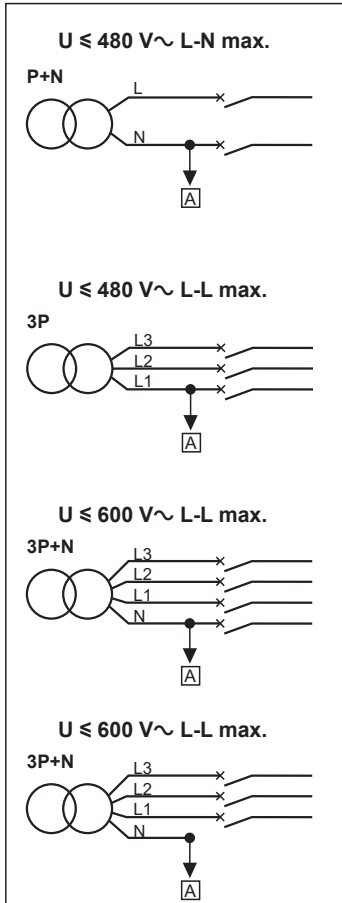 U ≤ 480 V∼ L-N max.
P+N
L
N
A
U ≤ 480 V∼ L-L max.
3P
L3
L2
L1
A
U ≤ 600 V∼ L-L max.
3P+N
L3
L2
L1
N
A
U ≤ 600 V∼ L-L max.
3P+N
L3
L2
L1
N
A